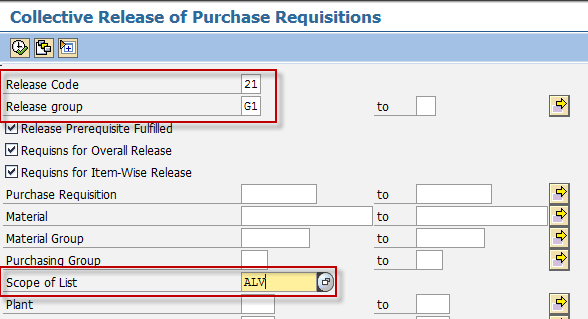 Collective Release of Purchase Requisitions
Release Code 21
Release group G1 to
Release Prerequisite Fulfilled
Requisns for Overall Release
Requisns for Item-Wise Release
Purchase Requisition to
Material to
Material Group to
Purchasing Group to
Scope of List ALV
Plant to